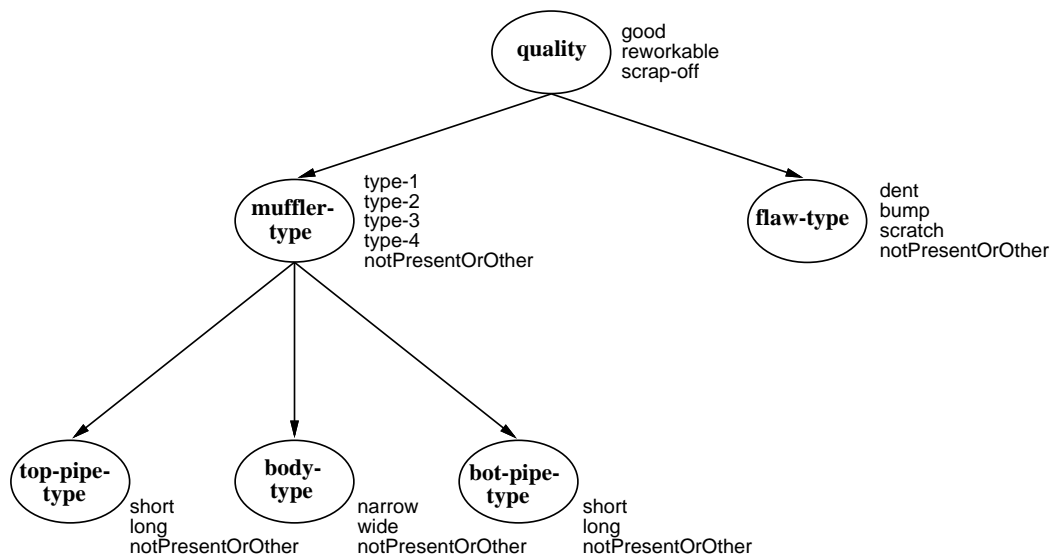 quality
good
reworkable
scrap-off
muffler-
type
type-1
type-2
type-3
type-4
notPresentOrOther
flaw-type
dent
bump
scratch
notPresentOrOther
top-pipe-
type
short
long
notPresentOrOther
body-
type
narrow
wide
notPresentOrOther
bot-pipe-
type
short
long
notPresentOrOther